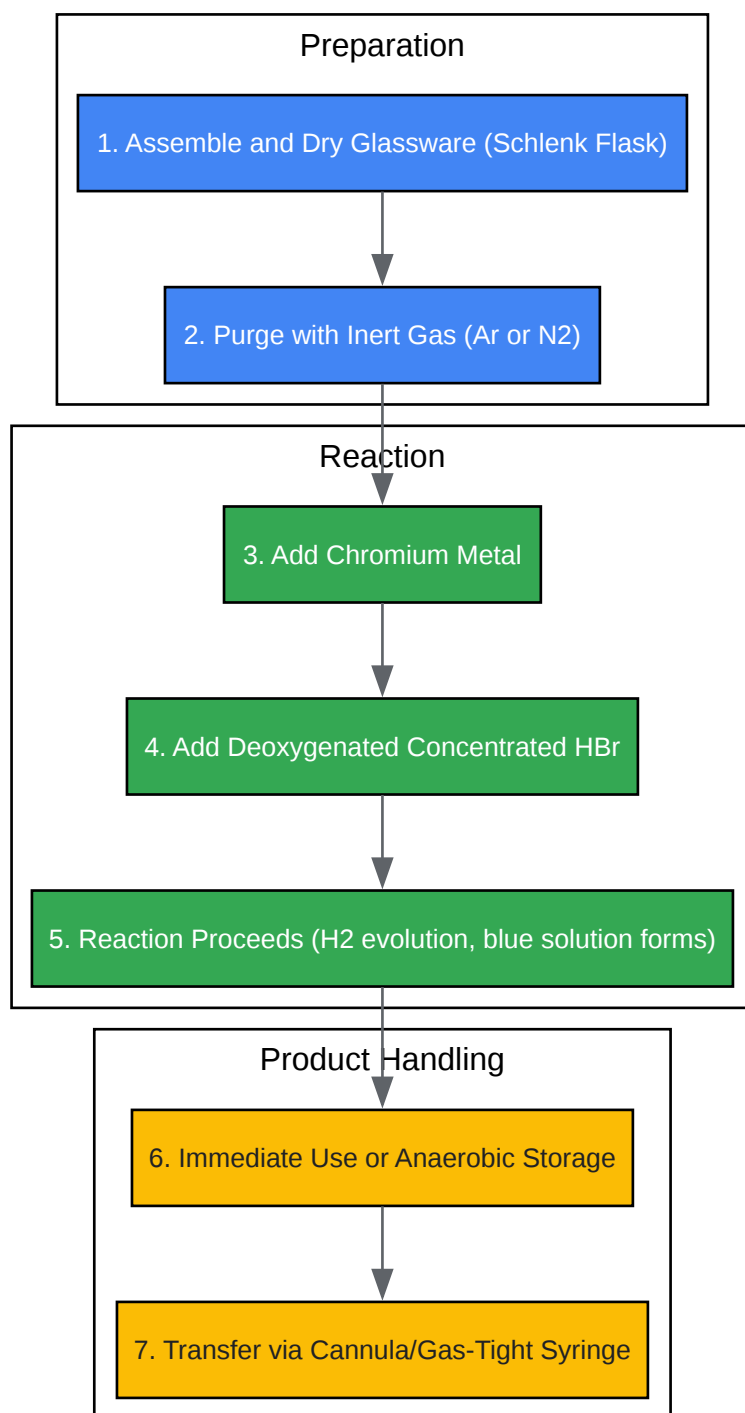 Preparation
1. Assemble and Dry Glassware (Schlenk Flask)
2. Purge with Inert Gas (Ar or N2)
Reaction
3. Add Chromium Metal
4. Add Deoxygenated Concentrated HBr
5. Reaction Proceeds (H2 evolution, blue solution forms)
Product Handling
6. Immediate Use or Anaerobic Storage
7. Transfer via Cannula/Gas-Tight Syringe